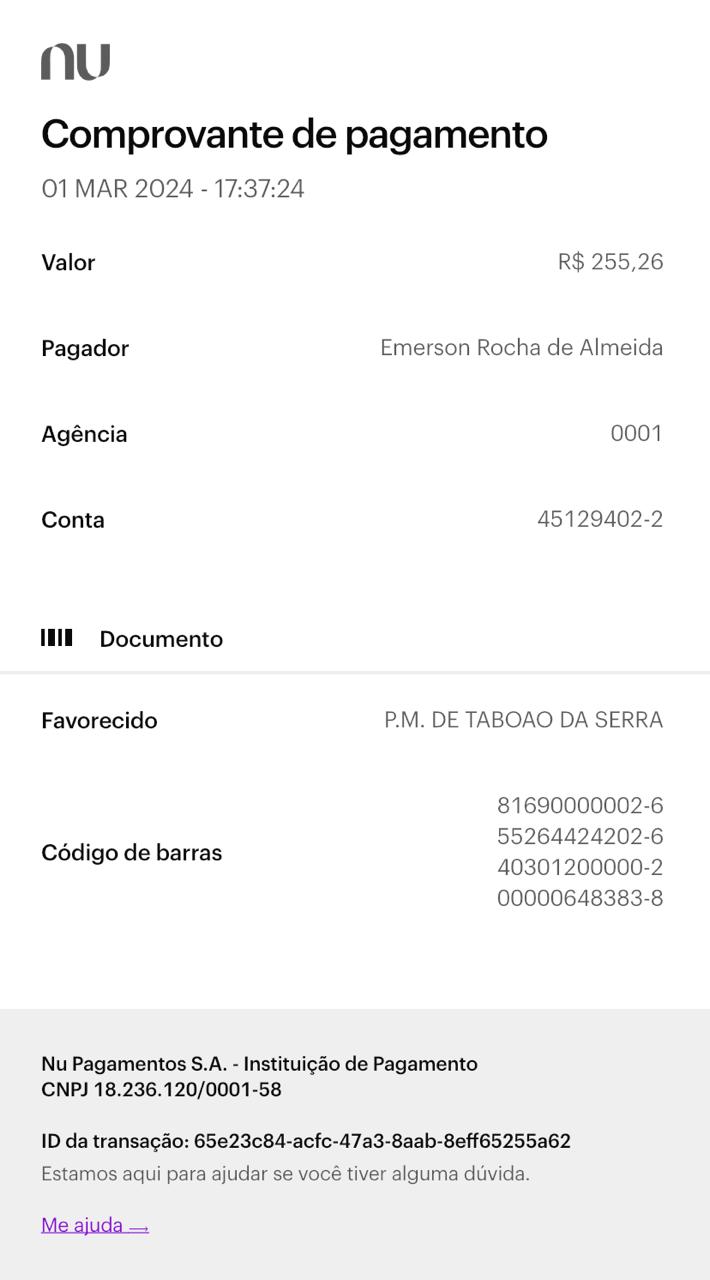 nu
Comprovante de pagamento
01 MAR 2024 - 17:37:24
Valor R$ 255,26
Pagador Emerson Rocha de Almeida
Agência 0001
Conta 45129402-2
Documento
Favorecido P.M. DE TABOAO DA SERRA
Código de barras
81690000002-6
55264424202-6
40301200000-2
00000648383-8
Nu Pagamentos S.A. - Instituição de Pagamento
CNPJ 18.236.120/0001-58
ID da transação: 65e23c84-acfc-47a3-8aab-8eff65255a62
Estamos aqui para ajudar se você tiver alguma dúvida.
Me ajuda →